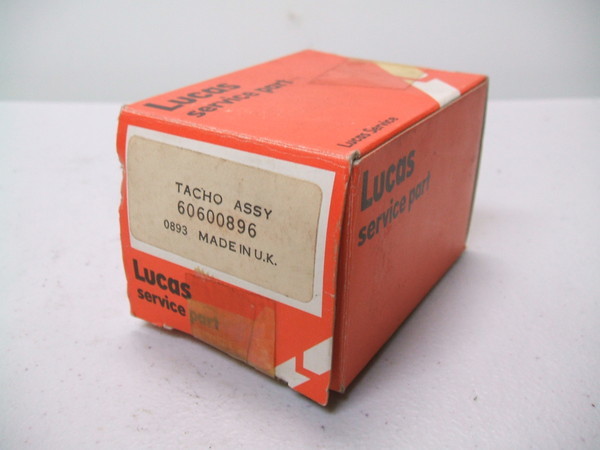 Lucas
service part
Lucas Service
TACHO ASSY
60600896
0893 MADE IN U.K.
Lucas
service part
Lucas
service part